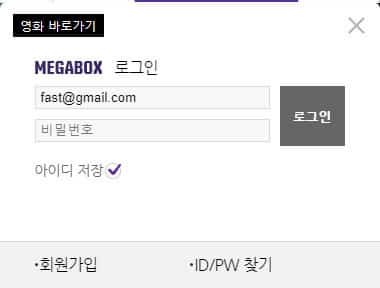 영화 바로가기
MEGABOX 로그인
fast@gmail.com
비밀번호
로그인
아이디 저장
•회원가입
•ID/PW 찾기